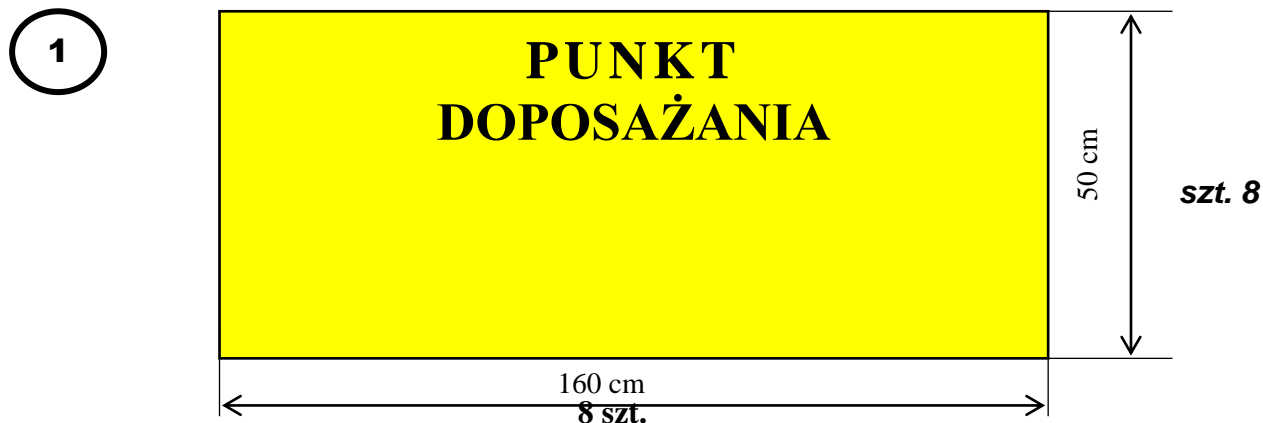 1
PUNKT
DOPOSAŻANIA
50 cm
szt. 8
160 cm
8 szt.